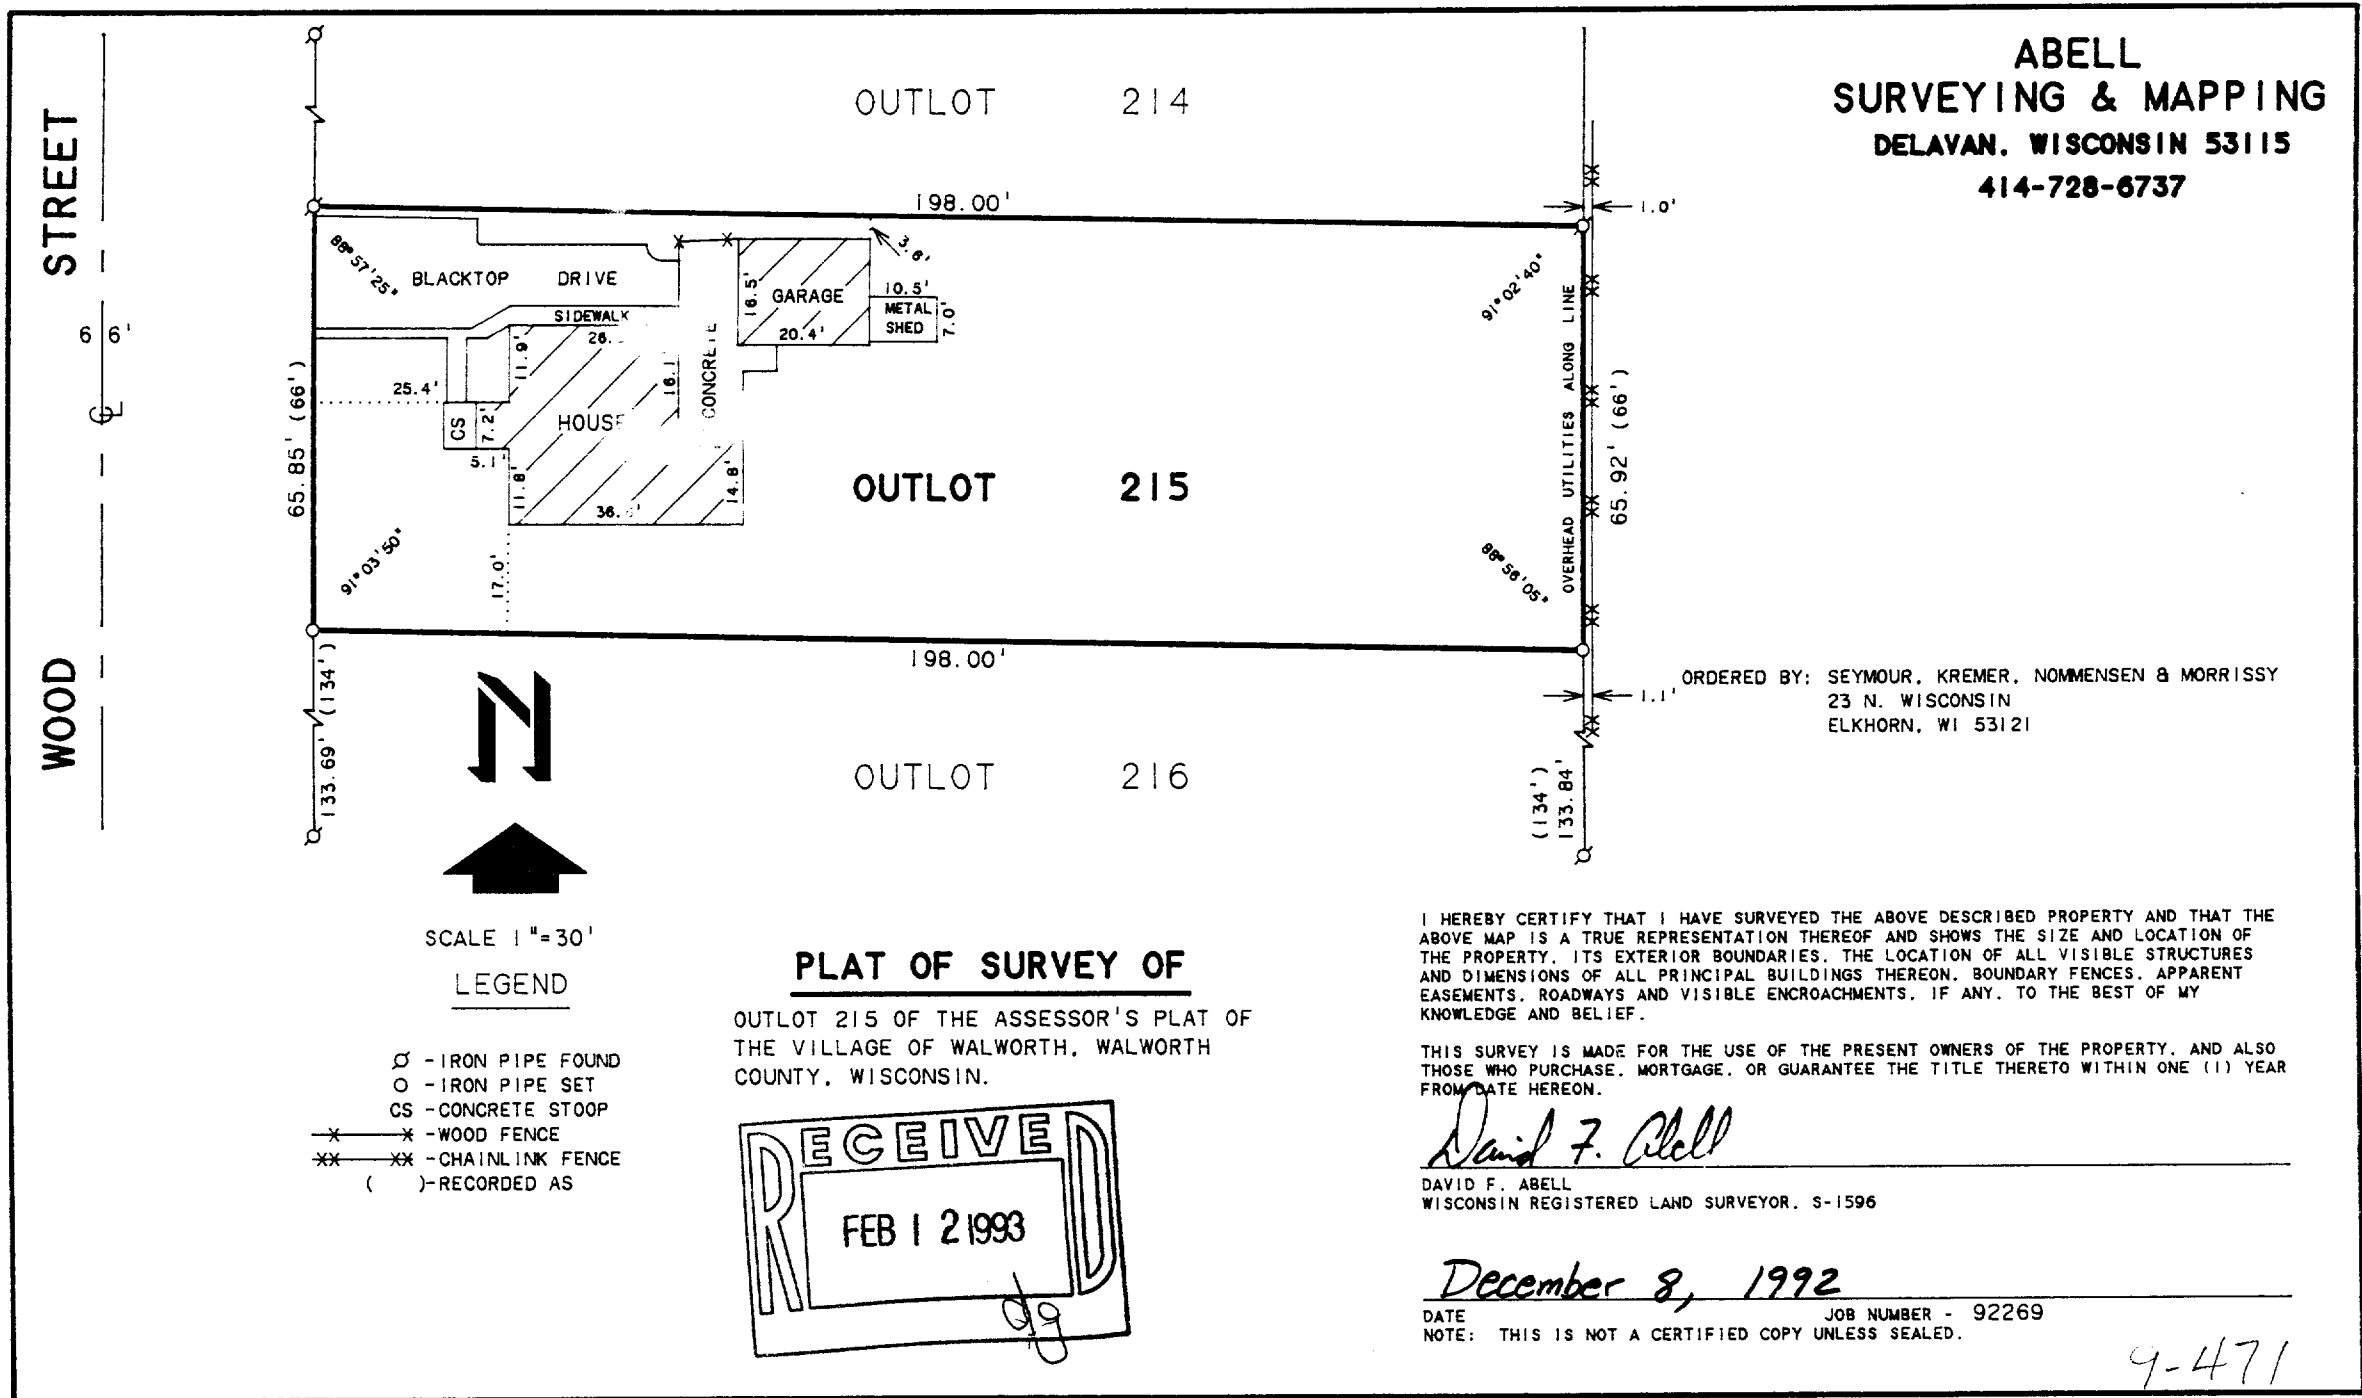 ABELL
SURVEYING & MAPPING
DELAVAN, WISCONSIN 53115
414-728-6737
WOOD STREET
66'
OUTLOT 214
198.00'
1.0'
88°57'25"
BLACKTOP DRIVE
SIDEWALK
3.6'
16.5'
GARAGE
20.4'
10.5'
METAL
SHED
7.0'
91°02'40"
11.9'
16.1
CONCRETE
25.4'
CS
7.2'
5.1'
11.8'
14.8'
17.0'
65.85' (66')
OUTLOT 215
OVERHEAD UTILITIES ALONG LINE
65.92' (66')
91°03'50"
88°56'05"
198.00'
1.1'
133.69' (134')
(134')
133.84'
OUTLOT 216
ORDERED BY: SEYMOUR, KREMER, NOMMENSEN & MORRISSY
23 N. WISCONSIN
ELKHORN, WI 53121
N
SCALE 1"=30'
LEGEND
Ø -IRON PIPE FOUND
O -IRON PIPE SET
CS -CONCRETE STOOP
x x -WOOD FENCE
xx xx -CHAINLINK FENCE
( )-RECORDED AS
PLAT OF SURVEY OF
OUTLOT 215 OF THE ASSESSOR'S PLAT OF
THE VILLAGE OF WALWORTH, WALWORTH
COUNTY, WISCONSIN.
RECEIVED
FEB 12 1993
I HEREBY CERTIFY THAT I HAVE SURVEYED THE ABOVE DESCRIBED PROPERTY AND THAT THE
ABOVE MAP IS A TRUE REPRESENTATION THEREOF AND SHOWS THE SIZE AND LOCATION OF
THE PROPERTY, ITS EXTERIOR BOUNDARIES, THE LOCATION OF ALL VISIBLE STRUCTURES
AND DIMENSIONS OF ALL PRINCIPAL BUILDINGS THEREON, BOUNDARY FENCES, APPARENT
EASEMENTS, ROADWAYS AND VISIBLE ENCROACHMENTS, IF ANY, TO THE BEST OF MY
KNOWLEDGE AND BELIEF.
THIS SURVEY IS MADE FOR THE USE OF THE PRESENT OWNERS OF THE PROPERTY, AND ALSO
THOSE WHO PURCHASE, MORTGAGE, OR GUARANTEE THE TITLE THERETO WITHIN ONE (1) YEAR
FROM DATE HEREON.
David F. Abell
DAVID F. ABELL
WISCONSIN REGISTERED LAND SURVEYOR, S-1596
December 8, 1992
DATE JOB NUMBER - 92269
NOTE: THIS IS NOT A CERTIFIED COPY UNLESS SEALED.
9-471